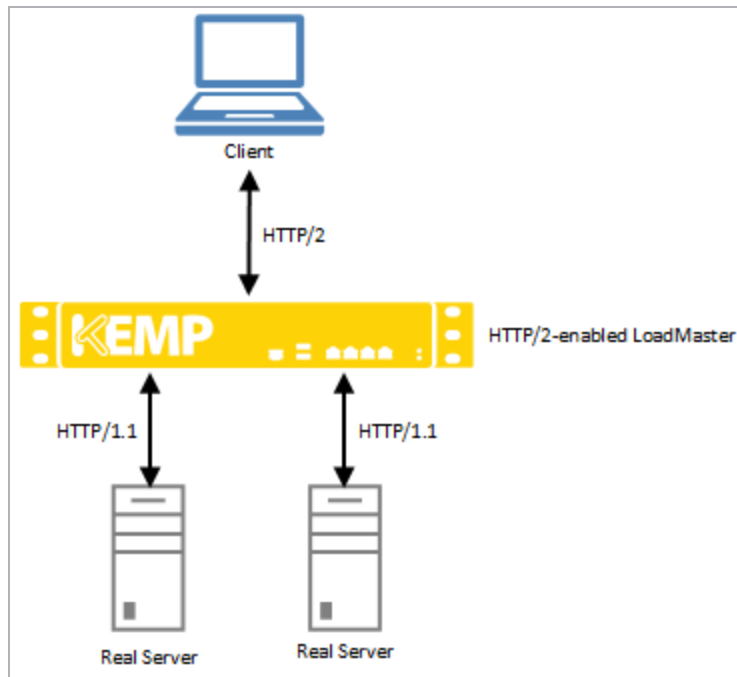 Client
HTTP/2
KEMP
HTTP/2-enabled LoadMaster
HTTP/1.1
HTTP/1.1
Real Server
Real Server